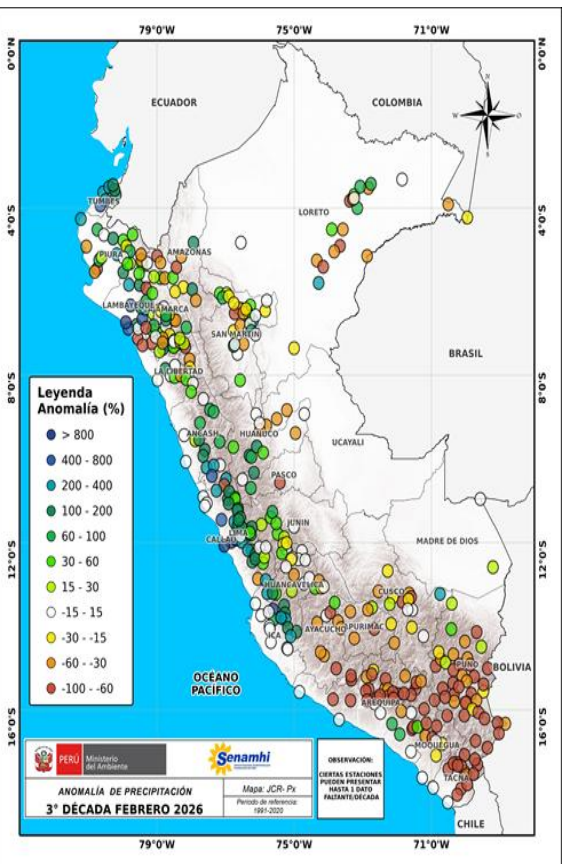 79°W 75°W 71°W
0°0'N 0°0'N
ECUADOR
COLOMBIA
N
W O
S
TUMBES
LORETO
4°0'S 4°0'S
PIURA
AMAZONAS
LAMBAYEQUE
CAJAMARCA
SAN MARTIN
BRASIL
LA LIBERTAD
8°0'S 8°0'S
Leyenda
Anomalía (%)
> 800
400 - 800
200 - 400
100 - 200
60 - 100
30 - 60
15 - 30
-15 - 15
-30 - -15
-60 - -30
-100 - -60
ANCASH
HUANUCO
UCAYALI
PASCO
JUNIN
LIMA
CALLAO
MADRE DE DIOS
12°0'S 12°0'S
HUANCAVELICA
CUSCO
AYACUCHO
APURIMAC
ICA
PUNO
BOLIVIA
OCÉANO
PACÍFICO
AREQUIPA
16°0'S 16°0'S
MOQUEGUA
TACNA
CHILE
PERÚ Ministerio
del Ambiente
Senamhi
ANOMALÍA DE PRECIPITACIÓN
3° DÉCADA FEBRERO 2026
Mapa: JCR- Px
Periodo de referencia:
1991-2020
OBSERVACIÓN:
CIERTAS ESTACIONES
PUEDEN PRESENTAR
HASTA 1 DATO
FALTANTE/DÉCADA
79°W 75°W 71°W